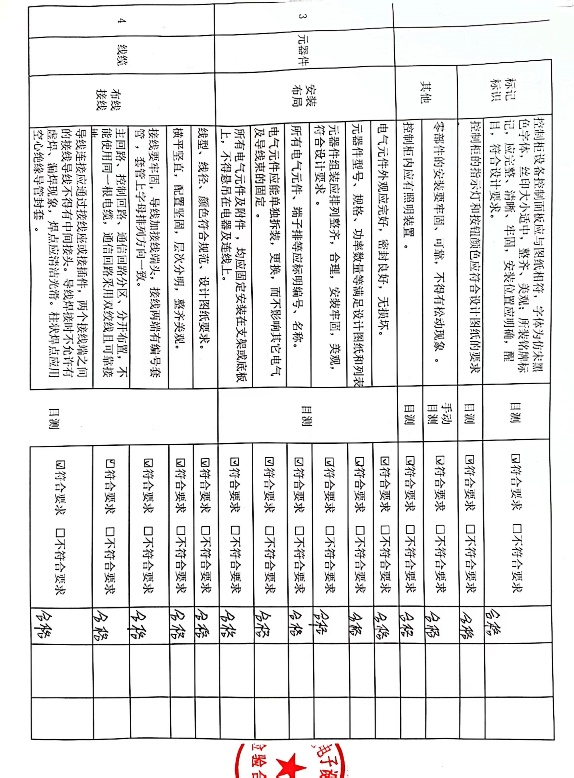 标记
标识
控制柜设备控制面板应与图纸相符，字体为仿宋黑
色字体，丝印大小适中，整齐、美观；所装铭牌标
记，应完整、清晰、牢固，安装位置应明确，醒
目，符合设计要求。
目测
☑符合要求 □不符合要求
合格
控制柜的指示灯和按钮颜色应符合设计图纸的要求
目测
☑符合要求 □不符合要求
合格
其他
零部件的安装要牢固，可靠，不得有松动现象。
手动
目测
☑符合要求 □不符合要求
合格
控制柜内应有照明装置。
目测
☑符合要求 □不符合要求
合格
3
元器件
安装
布局
电气元件外观应完好，密封良好，无损坏。
目测
☑符合要求 □不符合要求
合格
元器件型号、规格、功率数量等满足设计图纸和列表
☑符合要求 □不符合要求
合格
元器件组装应排列整齐，合理，安装牢固，美观，
符合设计要求。
☑符合要求 □不符合要求
合格
所有电气元件、端子排等应标明编号、名称。
☑符合要求 □不符合要求
合格
电气元件应能单独拆装，更换，而不影响其它电气
及导线束的固定。
☑符合要求 □不符合要求
合格
所有电气元件及附件，均应固定安装在支架或底板
上，不得悬吊在电器及连线上。
☑符合要求 □不符合要求
合格
4
线缆
布线
接线
线型、线径、颜色符合规范、设计图纸要求。
目测
☑符合要求 □不符合要求
合格
横平竖直，配置坚固，层次分明，整齐美观。
☑符合要求 □不符合要求
合格
接线要牢固，导线加接线端头，接线两端有编号套
管，套管上字母排列方向一致。
☑符合要求 □不符合要求
合格
主回路、控制回路、通信回路分区、分开布置，不
能使用同一根电缆，通信回路采用双绞线且可靠接
☑符合要求 □不符合要求
合格
导线连接应通过接线座或接插件，两个接线端之间
的接线导线不得有中间接头。导线焊接时不允许有
虚焊、漏焊现象，焊点应清洁光滑。柱状焊点应用
空心绝缘导管封套。
☑符合要求 □不符合要求
合格
电子
验合